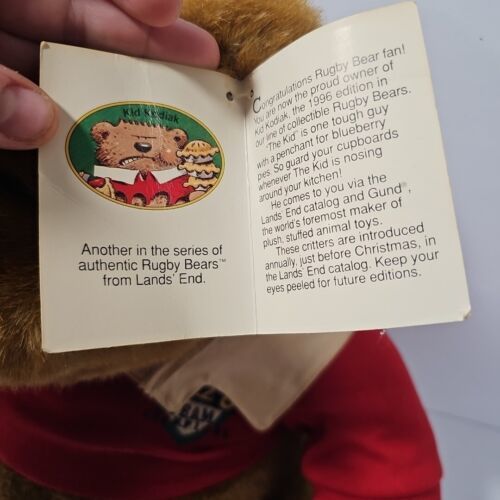 Kid Kodiak
Another in the series of
authentic Rugby Bears™
from Lands' End.
Congratulations Rugby Bear fan!
You are now the proud owner of
Kid Kodiak, the 1996 edition in
our line of collectible Rugby Bears.
"The Kid" is one tough guy
with a penchant for blueberry
pies. So guard your cupboards
whenever The Kid is nosing
around your kitchen!
He comes to you via the
Lands' End catalog and Gund®,
the world's foremost maker of
plush, stuffed animal toys.
These critters are introduced
annually, just before Christmas, in
the Lands' End catalog. Keep your
eyes peeled for future editions.